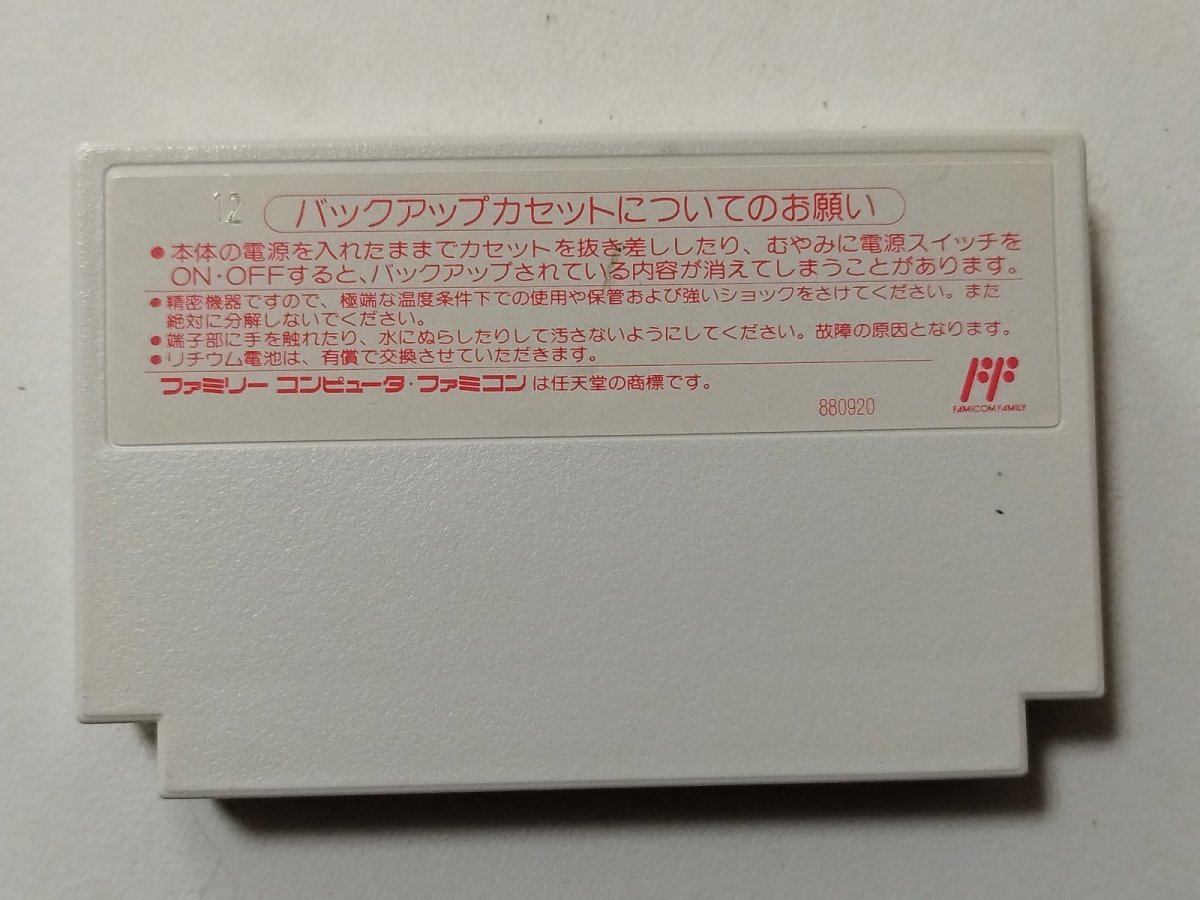 12
バックアップカセットについてのお願い
●本体の電源を入れたままでカセットを抜き差ししたり、むやみに電源スイッチを
ON・OFFすると、バックアップされている内容が消えてしまうことがあります。
●精密機器ですので、極端な温度条件下での使用や保管および強いショックをさけてください。また
絶対に分解しないでください。
●端子部に手を触れたり、水にぬらしたりして汚さないようにしてください。故障の原因となります。
●リチウム電池は、有償で交換させていただきます。
ファミリーコンピュータ・ファミコンは任天堂の商標です。
880920
FF
FAMICOM FAMILY